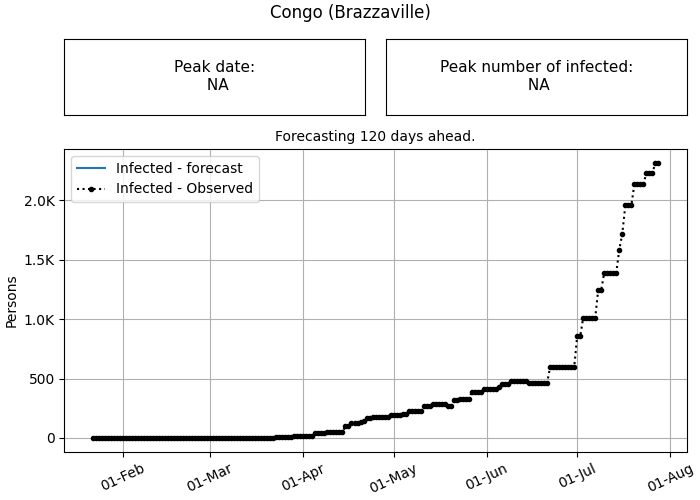 Congo (Brazzaville)
Peak date:
NA
Peak number of infected:
NA
Forecasting 120 days ahead.
Infected - forecast
Infected - Observed
2.0K
1.5K
1.0K
500
0
Persons
01-Feb
01-Mar
01-Apr
01-May
01-Jun
01-Jul
01-Aug